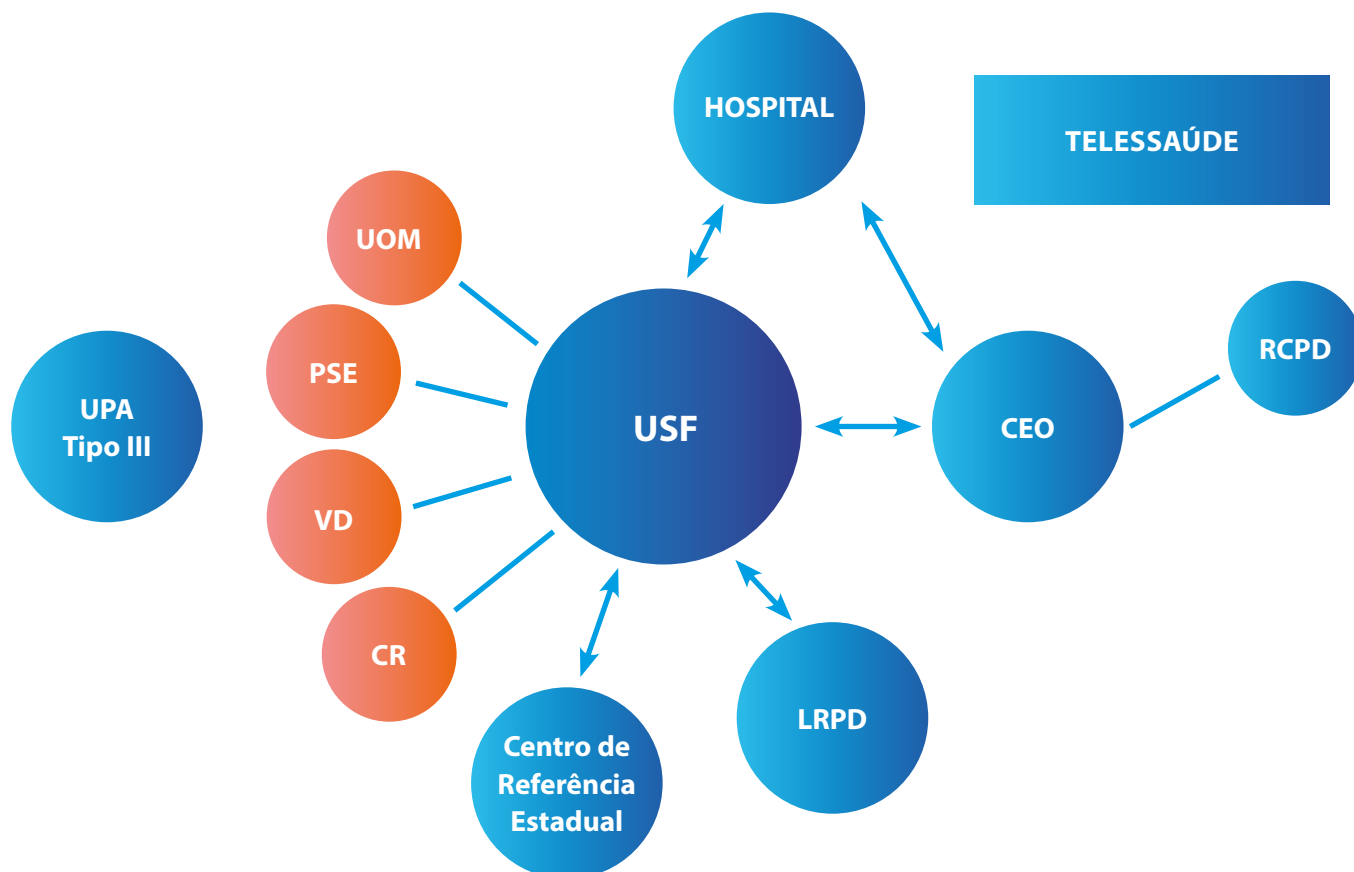 HOSPITAL
TELESSAÚDE
UOM
PSE
RCPD
UPA
Tipo III
USF
CEO
VD
CR
LRPD
Centro de
Referência
Estadual